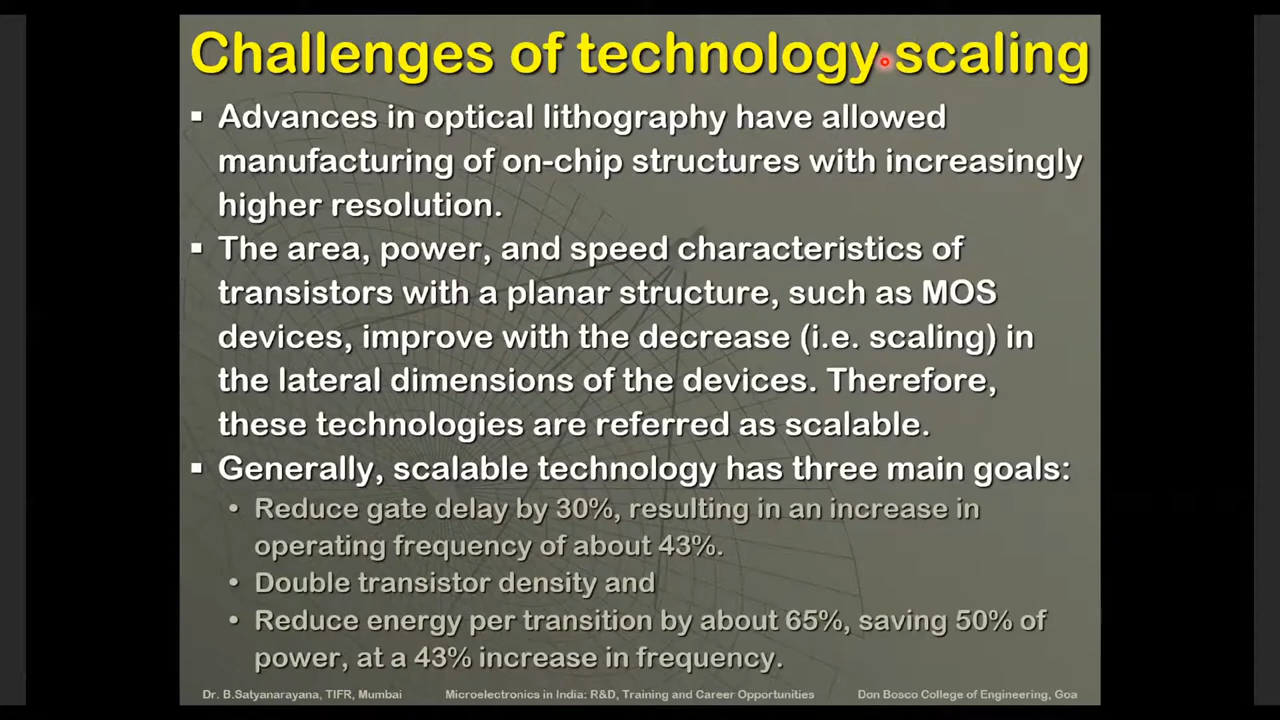 Challenges of technology scaling
▪ Advances in optical lithography have allowed
manufacturing of on-chip structures with increasingly
higher resolution.
▪ The area, power, and speed characteristics of
transistors with a planar structure, such as MOS
devices, improve with the decrease (i.e. scaling) in
the lateral dimensions of the devices. Therefore,
these technologies are referred as scalable.
▪ Generally, scalable technology has three main goals:
• Reduce gate delay by 30%, resulting in an increase in
operating frequency of about 43%.
• Double transistor density and
• Reduce energy per transition by about 65%, saving 50% of
power, at a 43% increase in frequency.
Dr. B.Satyanarayana, TIFR, Mumbai Microelectronics in India: R&D, Training and Career Opportunities Don Bosco College of Engineering, Goa